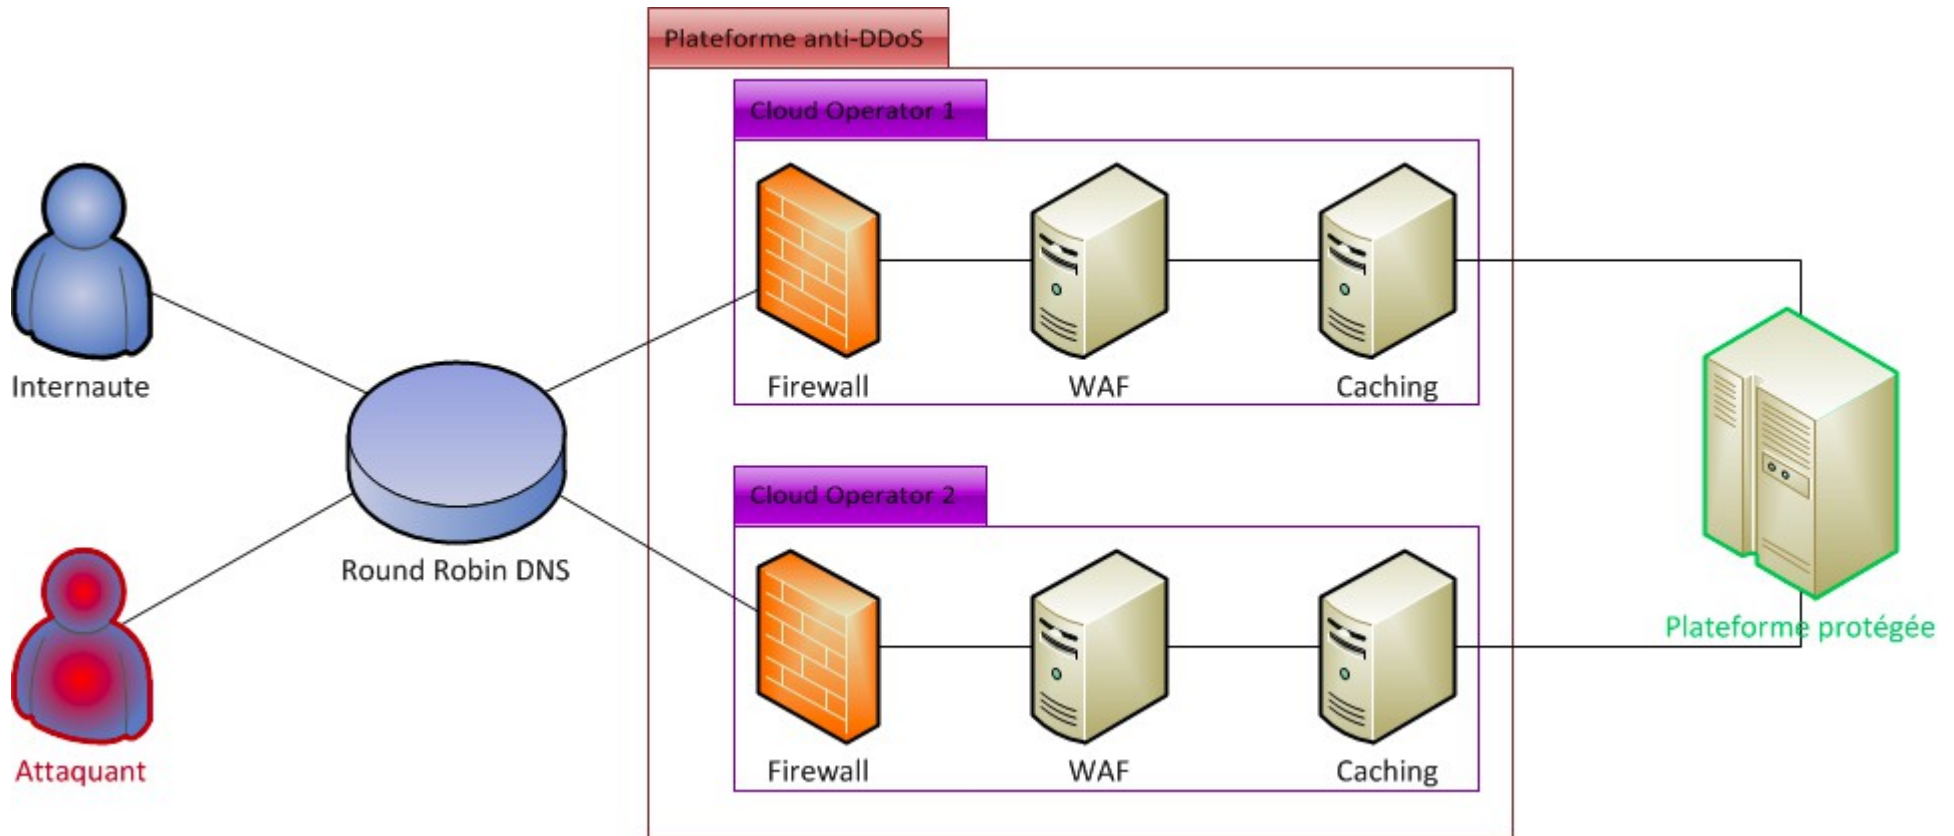 Plateforme anti-DDoS
Cloud Operator 1
Internaute
Firewall
WAF
Caching
Cloud Operator 2
Round Robin DNS
Plateforme protégée
Attaquant
Firewall
WAF
Caching